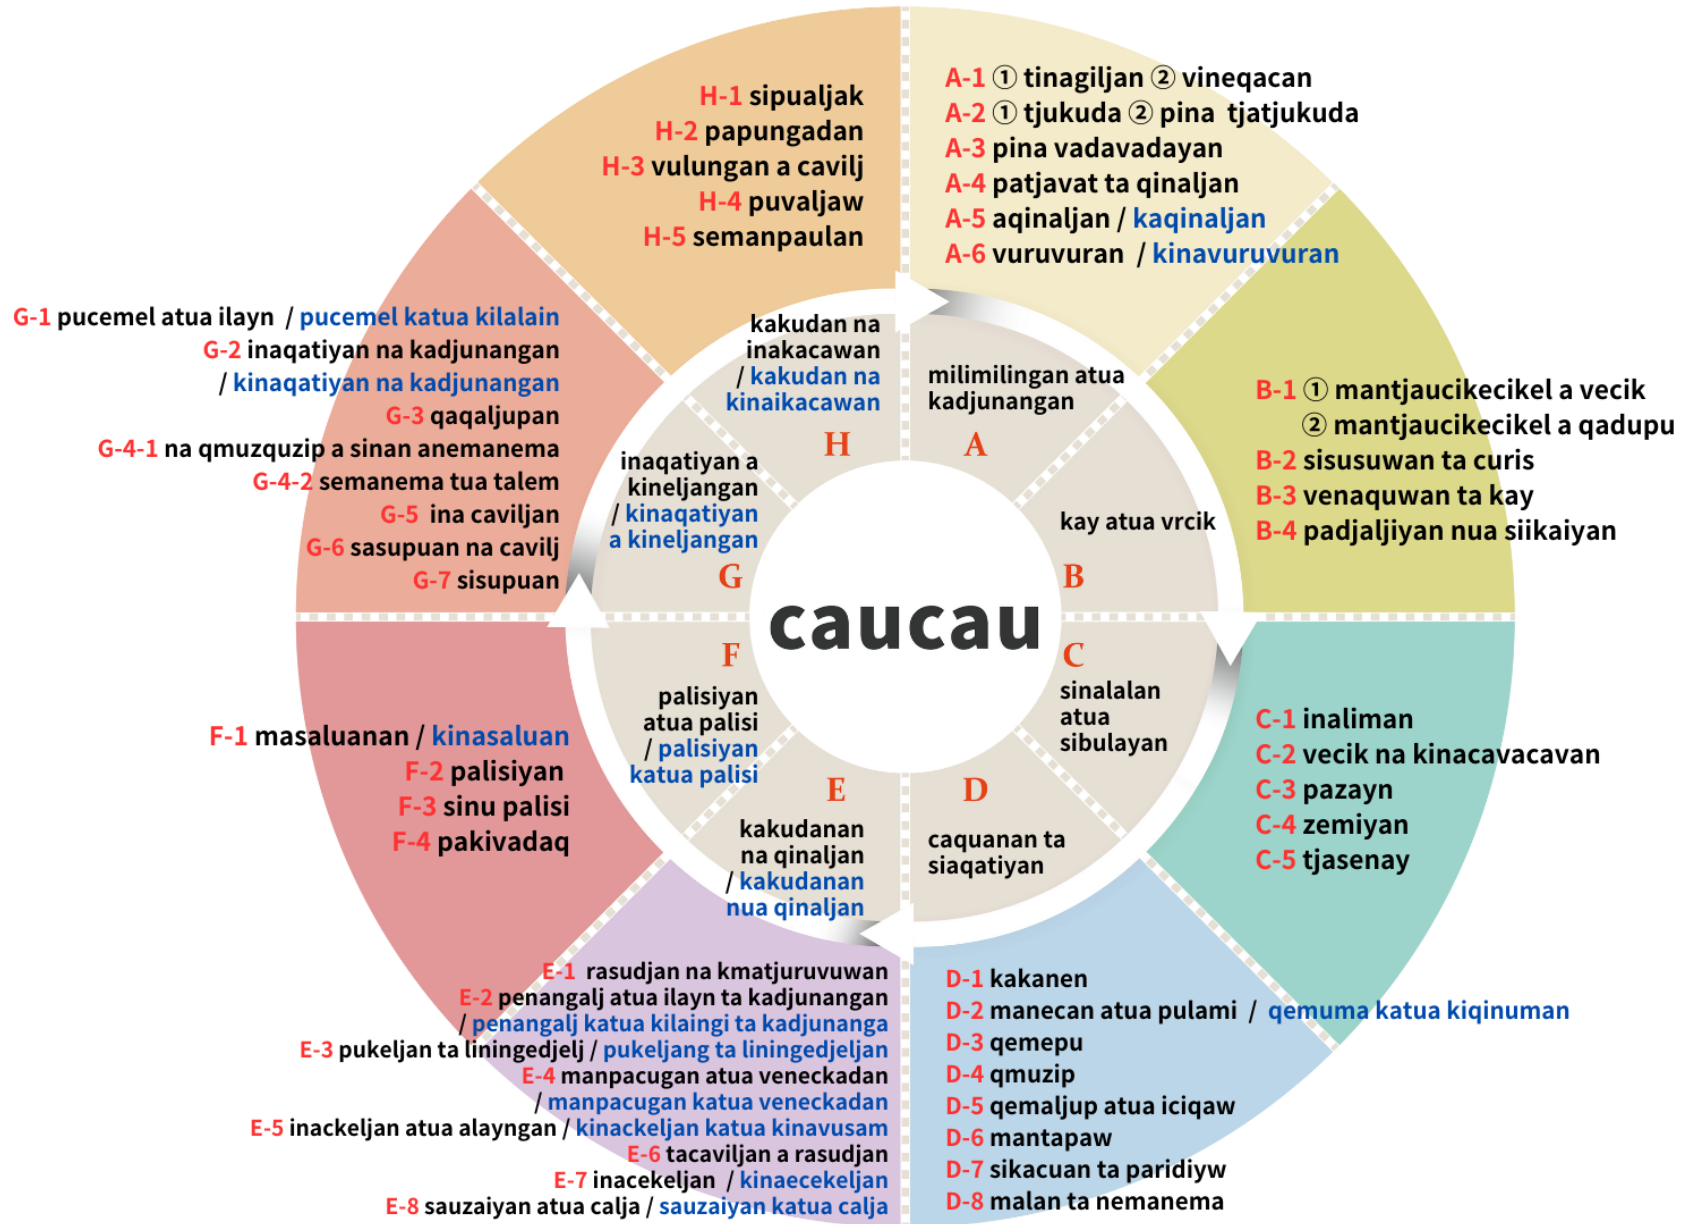 A-1 ① tinagiljan ② vineqacan
A-2 ① tjukuda ② pina tjatjukuda
A-3 pina vadavadayan
A-4 patjavat ta qinaljan
A-5 aqinaljan / kaqinaljan
A-6 vuruvuran / kinavuruvuran
B-1 ① mantjaucikecikel a vecik
② mantjaucikecikel a qadupu
B-2 sisusuwan ta curis
B-3 venaquwan ta kay
B-4 padjaljiyan nua siikaiyan
C-1 inaliman
C-2 vecik na kinacavacavan
C-3 pazayn
C-4 zemiyan
C-5 tjasenay
D-1 kakanen
D-2 manecan atua pulami / qemuma katua kiqinuman
D-3 qemepu
D-4 qmuzip
D-5 qemaljup atua iciqaw
D-6 mantapaw
D-7 sikacuan ta paridiyw
D-8 malan ta nemanema
E-1 rasudjan na kmatjuruvuwan
E-2 penangalj atua ilayn ta kadjunangan
/ penangalj katua kilaingi ta kadjunanga
E-3 pukeljan ta liningedjelj / pukeljang ta liningedjeljan
E-4 manpacugan atua veneckadan
/ manpacugan katua veneckadan
E-5 inackeljan atua alayngan / kinackeljan katua kinavusam
E-6 tacaviljan a rasudjan
E-7 inacekeljan / kinaecekeljan
E-8 sauzaiyan atua calja / sauzaiyan katua calja
F-1 masaluanan / kinasaluan
F-2 palisiyan
F-3 sinu palisi
F-4 pakivadaq
G-1 pucemel atua ilayn / pucemel katua kilalain
G-2 inaqatiyan na kadjunangan
/ kinaqatiyan na kadjunangan
G-3 qaqaljupan
G-4-1 na qmuzquzip a sinan anemanema
G-4-2 semanema tua talem
G-5 ina caviljan
G-6 sasupuan na cavilj
G-7 sisupuan
H-1 sipualjak
H-2 papungadan
H-3 vulungan a cavilj
H-4 puvaljaw
H-5 semanpaulan
milimilingan atua
kadjunangan
A
kay atua vrcik
B
C
sinalalan
atua
sibulayan
D
caquanan ta
siaqatiyan
E
kakudanan
na qinaljan
/ kakudanan
nua qinaljan
F
palisiyan
atua palisi
/ palisiyan
katua palisi
inaqatiyan a
kineljangan
/ kinaqatiyan
a kineljangan
G
kakudan na
inakacawan
/ kakudan na
kinaikacawan
H
caucau